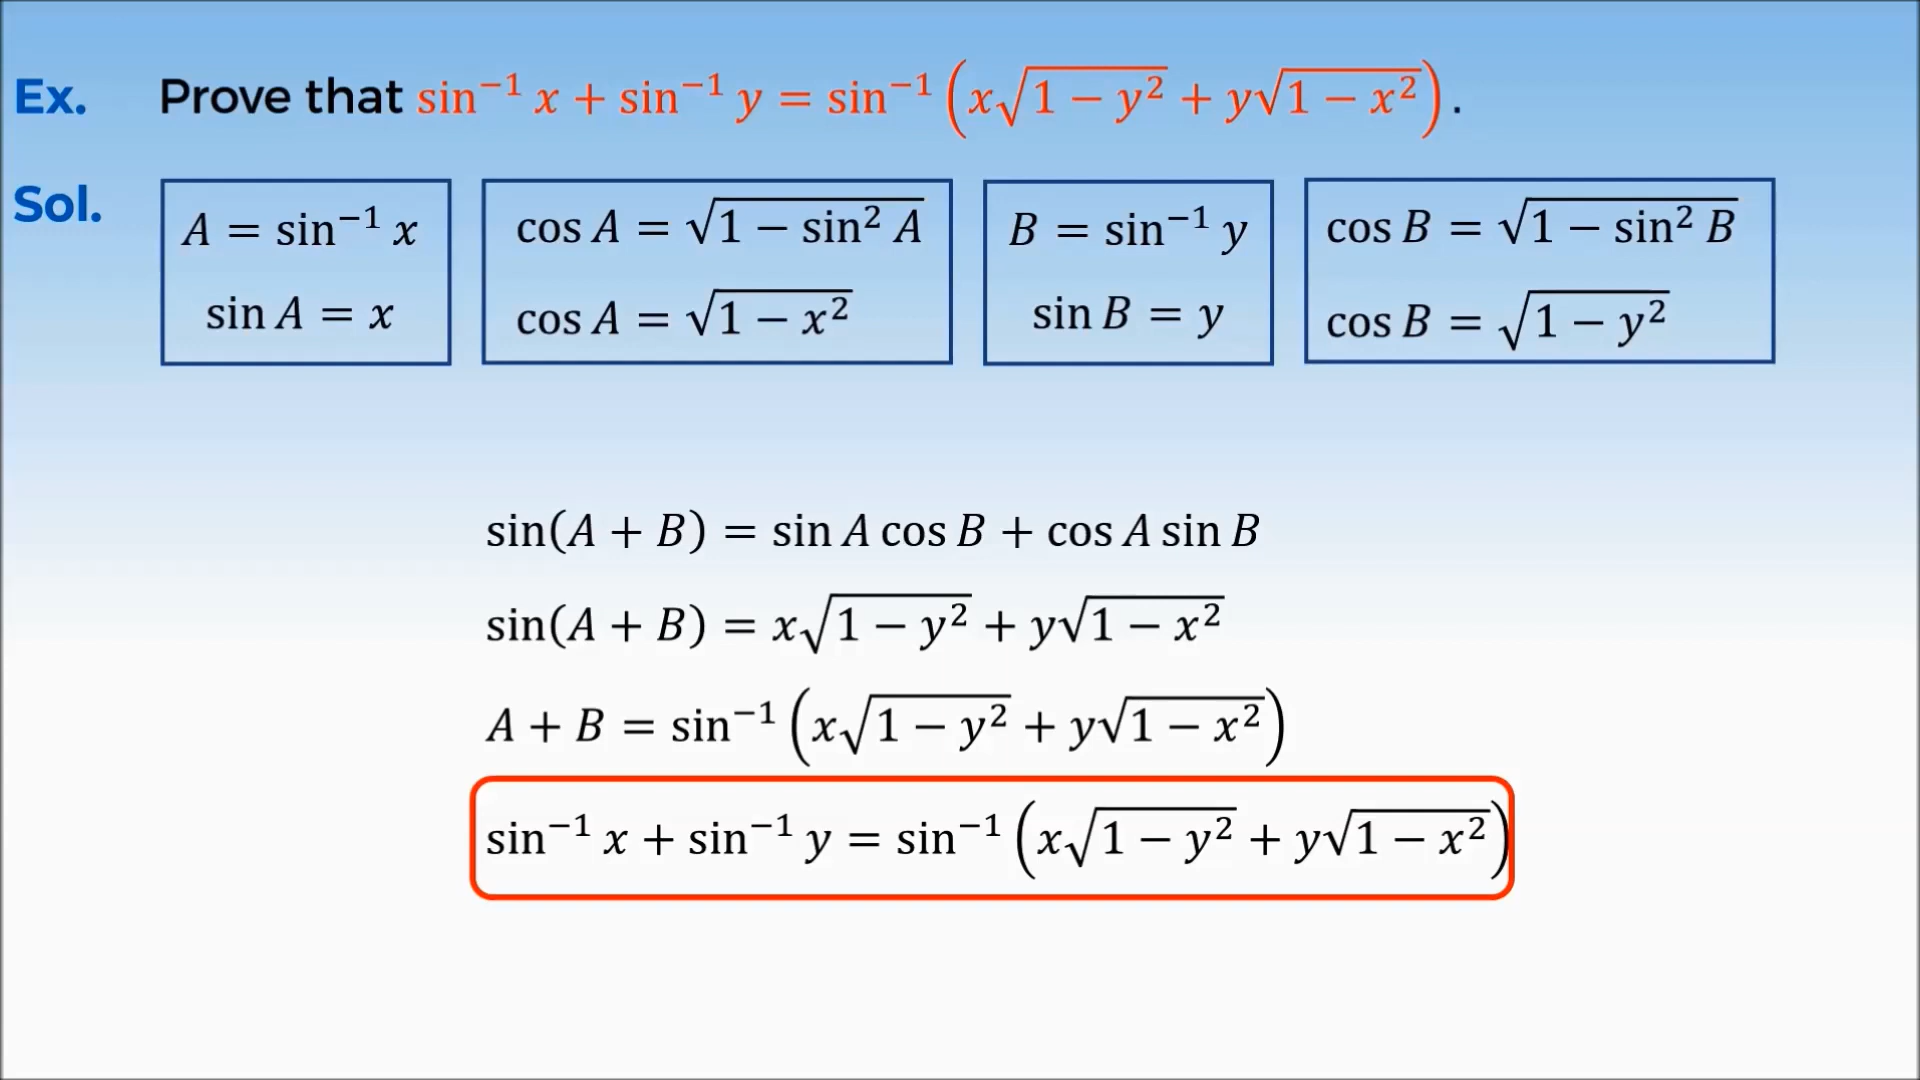 Ex. Prove that sin⁻¹ x + sin⁻¹ y = sin⁻¹ (x√(1 − y²) + y√(1 − x²)).
Sol.
A = sin⁻¹ x
sin A = x
cos A = √(1 − sin² A)
cos A = √(1 − x²)
B = sin⁻¹ y
sin B = y
cos B = √(1 − sin² B)
cos B = √(1 − y²)
sin(A + B) = sin A cos B + cos A sin B
sin(A + B) = x√(1 − y²) + y√(1 − x²)
A + B = sin⁻¹ (x√(1 − y²) + y√(1 − x²))
sin⁻¹ x + sin⁻¹ y = sin⁻¹ (x√(1 − y²) + y√(1 − x²))